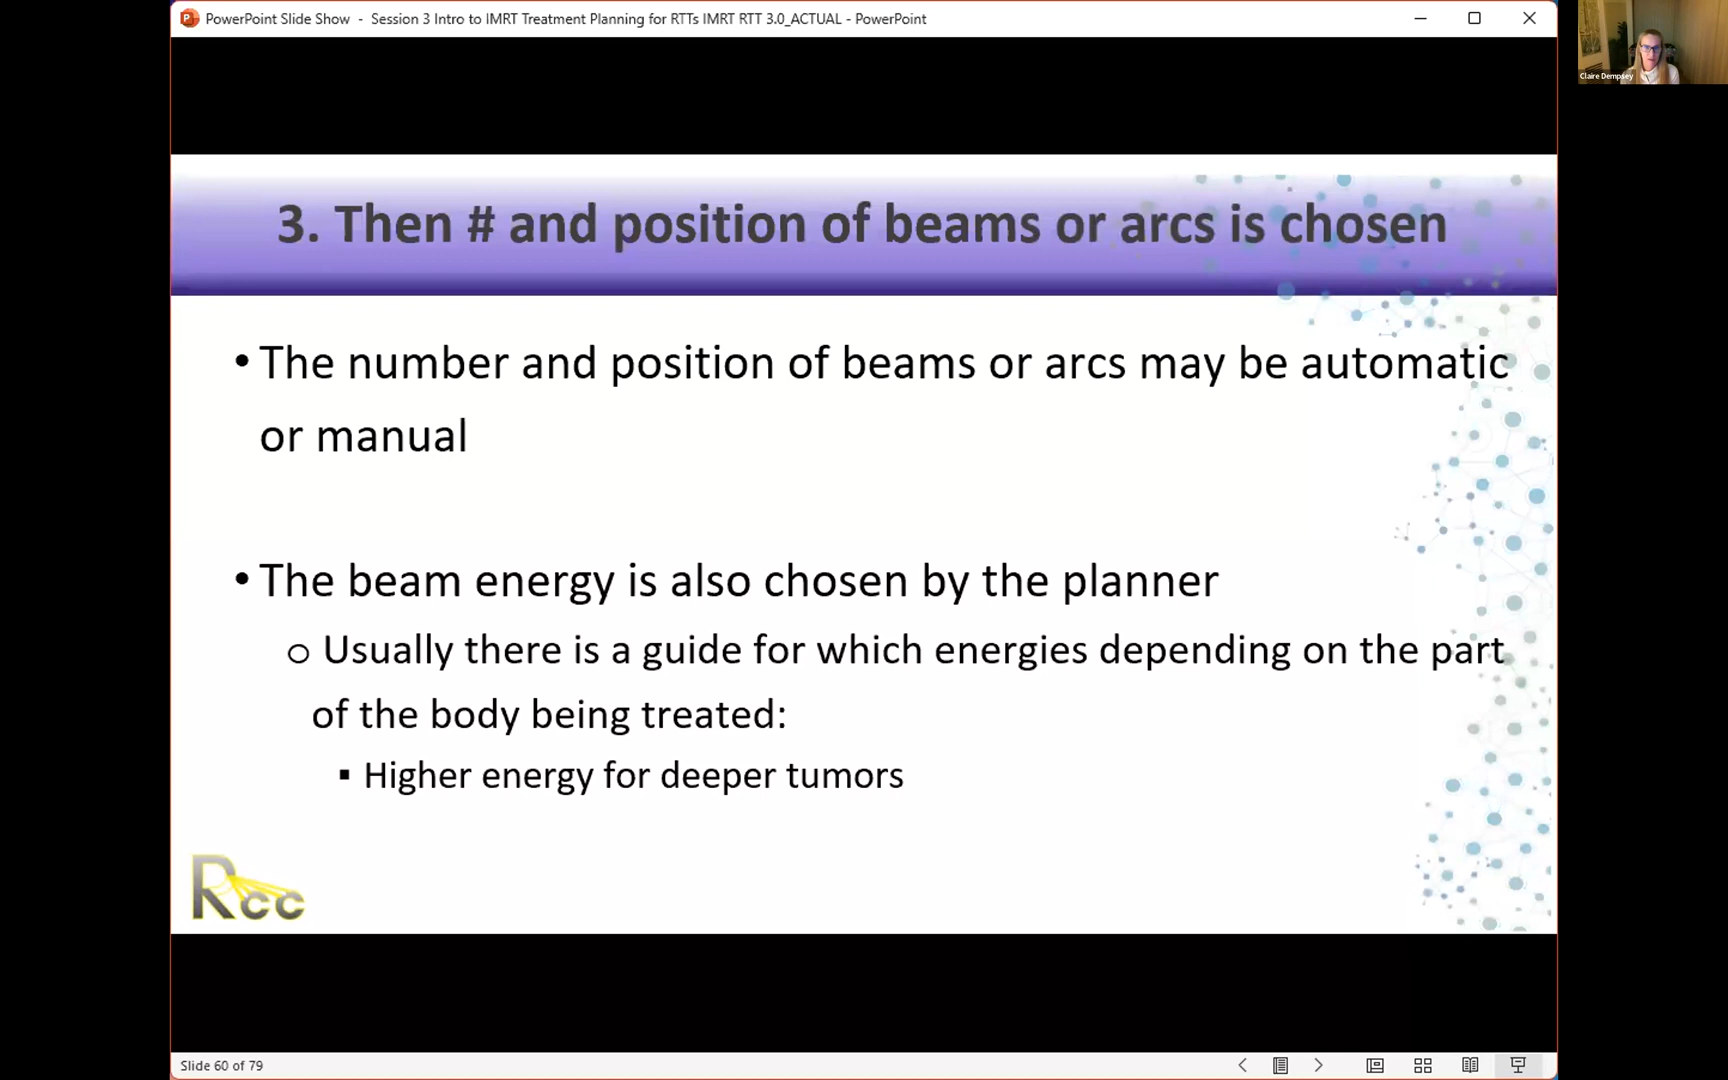 PowerPoint Slide Show - Session 3 Intro to IMRT Treatment Planning for RTTs IMRT RTT 3.0_ACTUAL - PowerPoint
Claire Dempsey
3. Then # and position of beams or arcs is chosen
• The number and position of beams or arcs may be automatic
or manual
• The beam energy is also chosen by the planner
o Usually there is a guide for which energies depending on the part
of the body being treated:
▪ Higher energy for deeper tumors
Rcc
Slide 60 of 79